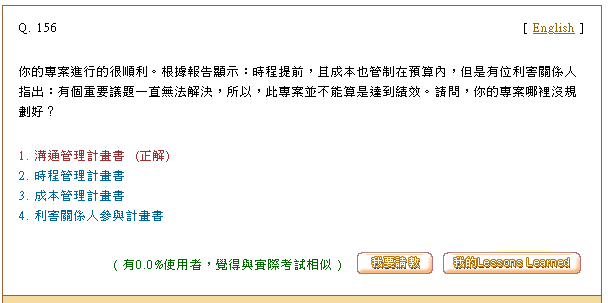 Q. 156 [ English ]
你的專案進行的很順利。根據報告顯示：時程提前，且成本也管制在預算內，但是有位利害關係人
指出：有個重要議題一直無法解決，所以，此專案並不能算是達到績效。請問，你的專案哪裡沒規
劃好？
1. 溝通管理計畫書 (正解)
2. 時程管理計畫書
3. 成本管理計畫書
4. 利害關係人參與計畫書
( 有0.0%使用者，覺得與實際考試相似 ) 我要請教 我的Lessons Learned